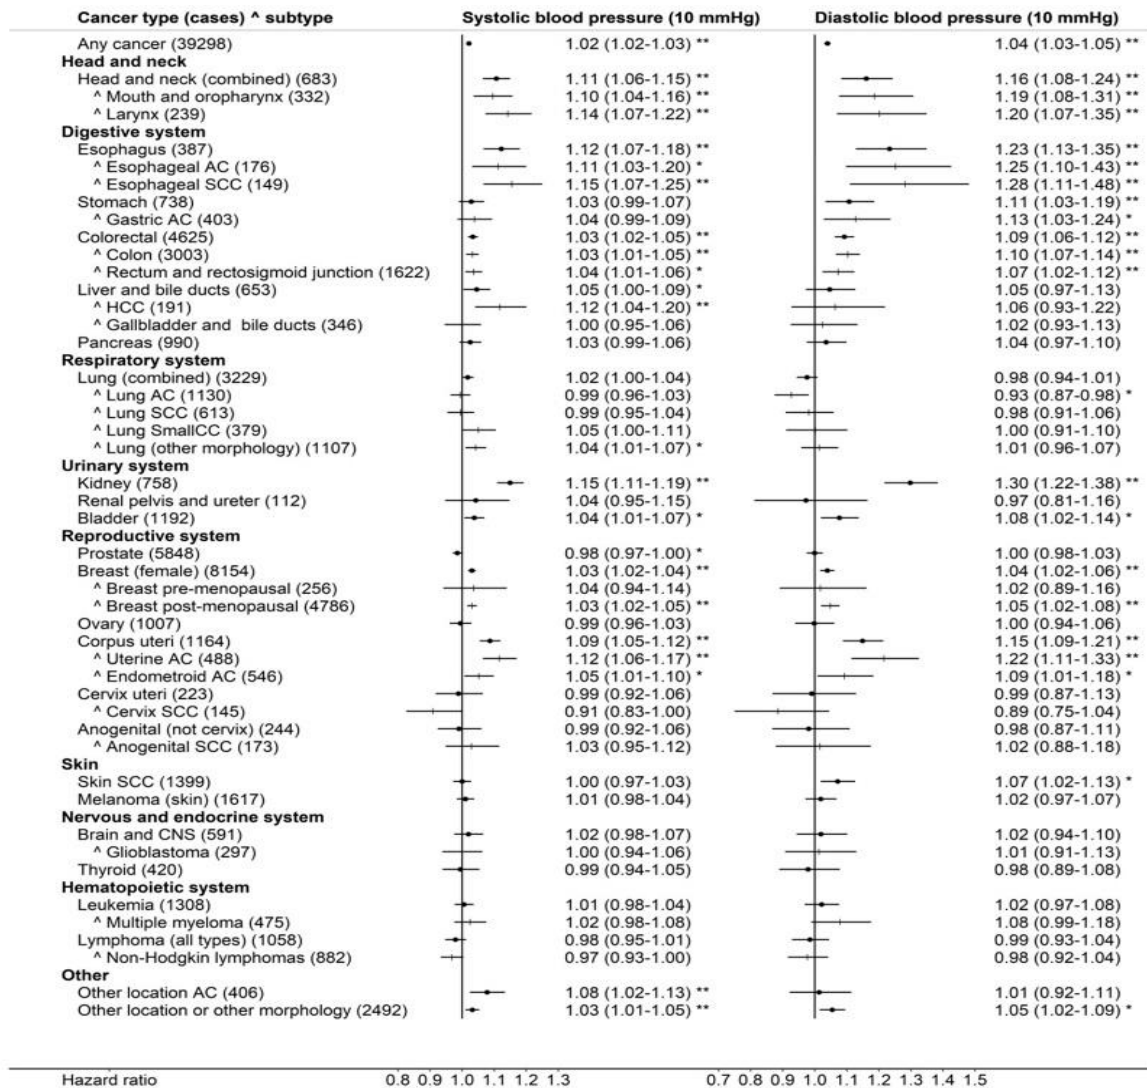 Cancer type (cases) ^ subtype Systolic blood pressure (10 mmHg) Diastolic blood pressure (10 mmHg)
Any cancer (39298) 1.02 (1.02-1.03) ** 1.04 (1.03-1.05) **
Head and neck
Head and neck (combined) (683) 1.11 (1.06-1.15) ** 1.16 (1.08-1.24) **
^ Mouth and oropharynx (332) 1.10 (1.04-1.16) ** 1.19 (1.08-1.31) **
^ Larynx (239) 1.14 (1.07-1.22) ** 1.20 (1.07-1.35) **
Digestive system
Esophagus (387) 1.12 (1.07-1.18) ** 1.23 (1.13-1.35) **
^ Esophageal AC (176) 1.11 (1.03-1.20) * 1.25 (1.10-1.43) **
^ Esophageal SCC (149) 1.15 (1.07-1.25) ** 1.28 (1.11-1.48) **
Stomach (738) 1.03 (0.99-1.07) 1.11 (1.03-1.19) **
^ Gastric AC (403) 1.04 (0.99-1.09) 1.13 (1.03-1.24) *
Colorectal (4625) 1.03 (1.02-1.05) ** 1.09 (1.06-1.12) **
^ Colon (3003) 1.03 (1.01-1.05) ** 1.10 (1.07-1.14) **
^ Rectum and rectosigmoid junction (1622) 1.04 (1.01-1.06) * 1.07 (1.02-1.12) **
Liver and bile ducts (653) 1.05 (1.00-1.09) * 1.05 (0.97-1.13)
^ HCC (191) 1.12 (1.04-1.20) ** 1.06 (0.93-1.22)
^ Gallbladder and bile ducts (346) 1.00 (0.95-1.06) 1.02 (0.93-1.13)
Pancreas (990) 1.03 (0.99-1.06) 1.04 (0.97-1.10)
Respiratory system
Lung (combined) (3229) 1.02 (1.00-1.04) 0.98 (0.94-1.01)
^ Lung AC (1130) 0.99 (0.96-1.03) 0.93 (0.87-0.98) *
^ Lung SCC (613) 0.99 (0.95-1.04) 0.98 (0.91-1.06)
^ Lung SmallCC (379) 1.05 (1.00-1.11) 1.00 (0.91-1.10)
^ Lung (other morphology) (1107) 1.04 (1.01-1.07) * 1.01 (0.96-1.07)
Urinary system
Kidney (758) 1.15 (1.11-1.19) ** 1.30 (1.22-1.38) **
Renal pelvis and ureter (112) 1.04 (0.95-1.15) 0.97 (0.81-1.16)
Bladder (1192) 1.04 (1.01-1.07) * 1.08 (1.02-1.14) *
Reproductive system
Prostate (5848) 0.98 (0.97-1.00) * 1.00 (0.98-1.03)
Breast (female) (8154) 1.03 (1.02-1.04) ** 1.04 (1.02-1.06) **
^ Breast pre-menopausal (256) 1.04 (0.94-1.14) 1.02 (0.89-1.16)
^ Breast post-menopausal (4786) 1.03 (1.02-1.05) ** 1.05 (1.02-1.08) **
Ovary (1007) 0.99 (0.96-1.03) 1.00 (0.94-1.06)
Corpus uteri (1164) 1.09 (1.05-1.12) ** 1.15 (1.09-1.21) **
^ Uterine AC (488) 1.12 (1.06-1.17) ** 1.22 (1.11-1.33) **
^ Endometroid AC (546) 1.05 (1.01-1.10) * 1.09 (1.01-1.18) *
Cervix uteri (223) 0.99 (0.92-1.06) 0.99 (0.87-1.13)
^ Cervix SCC (145) 0.91 (0.83-1.00) 0.89 (0.75-1.04)
Anogenital (not cervix) (244) 0.99 (0.92-1.06) 0.98 (0.87-1.11)
^ Anogenital SCC (173) 1.03 (0.95-1.12) 1.02 (0.88-1.18)
Skin
Skin SCC (1399) 1.00 (0.97-1.03) 1.07 (1.02-1.13) *
Melanoma (skin) (1617) 1.01 (0.98-1.04) 1.02 (0.97-1.07)
Nervous and endocrine system
Brain and CNS (591) 1.02 (0.98-1.07) 1.02 (0.94-1.10)
^ Glioblastoma (297) 1.00 (0.94-1.06) 1.01 (0.91-1.13)
Thyroid (420) 0.99 (0.94-1.05) 0.98 (0.89-1.08)
Hematopoietic system
Leukemia (1308) 1.01 (0.98-1.04) 1.02 (0.97-1.08)
^ Multiple myeloma (475) 1.02 (0.98-1.08) 1.08 (0.99-1.18)
Lymphoma (all types) (1058) 0.98 (0.95-1.01) 0.99 (0.93-1.04)
^ Non-Hodgkin lymphomas (882) 0.97 (0.93-1.00) 0.98 (0.92-1.04)
Other
Other location AC (406) 1.08 (1.02-1.13) ** 1.01 (0.92-1.11)
Other location or other morphology (2492) 1.03 (1.01-1.05) ** 1.05 (1.02-1.09) *
Hazard ratio 0.8 0.9 1.0 1.1 1.2 1.3 0.7 0.8 0.9 1.0 1.1 1.2 1.3 1.4 1.5